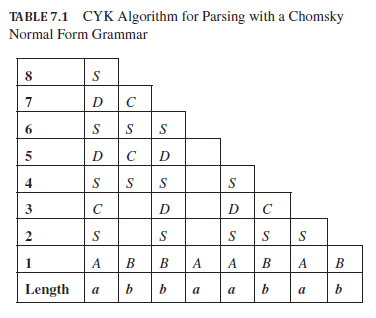 TABLE 7.1 CYK Algorithm for Parsing with a Chomsky
Normal Form Grammar
8 S
7 D C
6 S S S
5 D C D
4 S S S S
3 C D D C
2 S S S S S
1 A B B A A B A B
Length a b b a a b a b